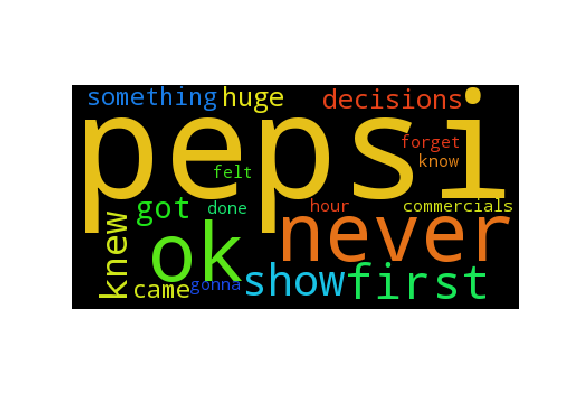 something huge decisions
pepsi
forget
know
felt
got done hour commercials
knew ok never
came gonna show first